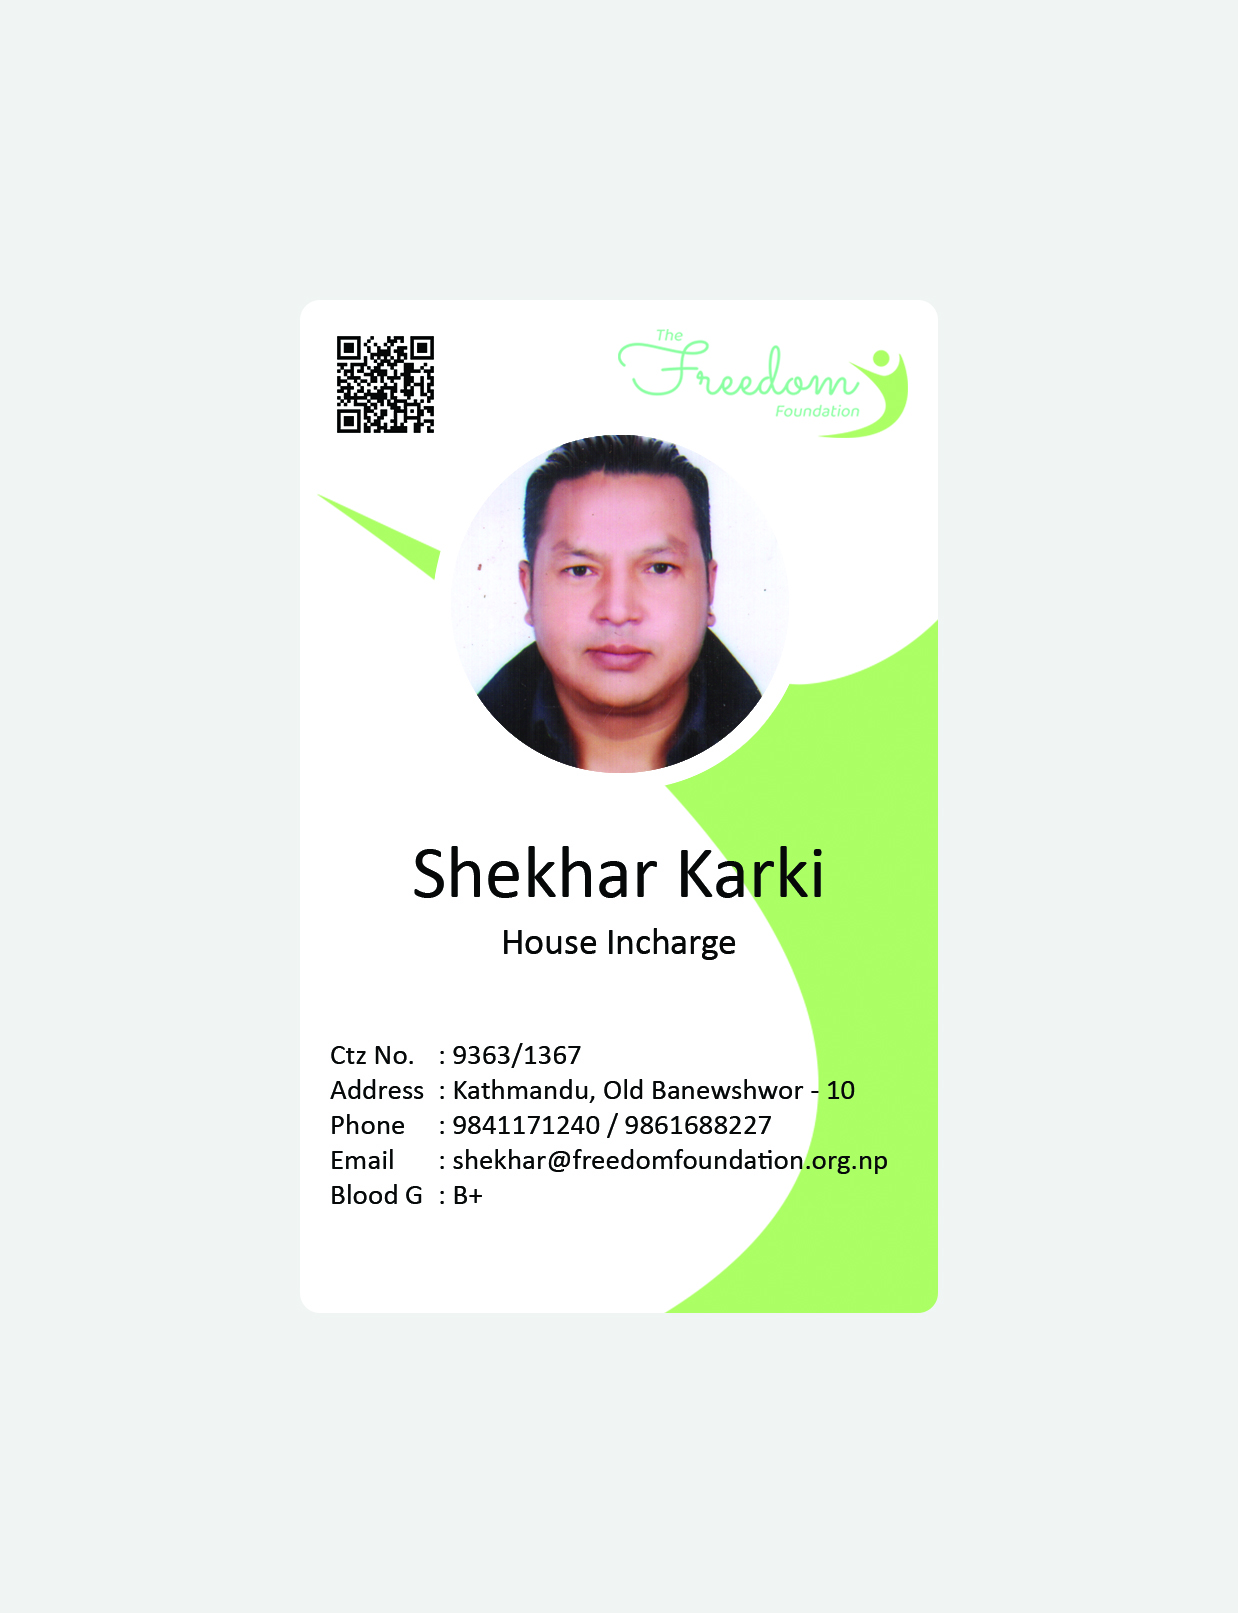 The
Freedom
Foundation
Shekhar Karki
House Incharge
Ctz No. : 9363/1367
Address : Kathmandu, Old Banewshwor - 10
Phone : 9841171240 / 9861688227
Email : shekhar@freedomfoundation.org.np
Blood G : B+